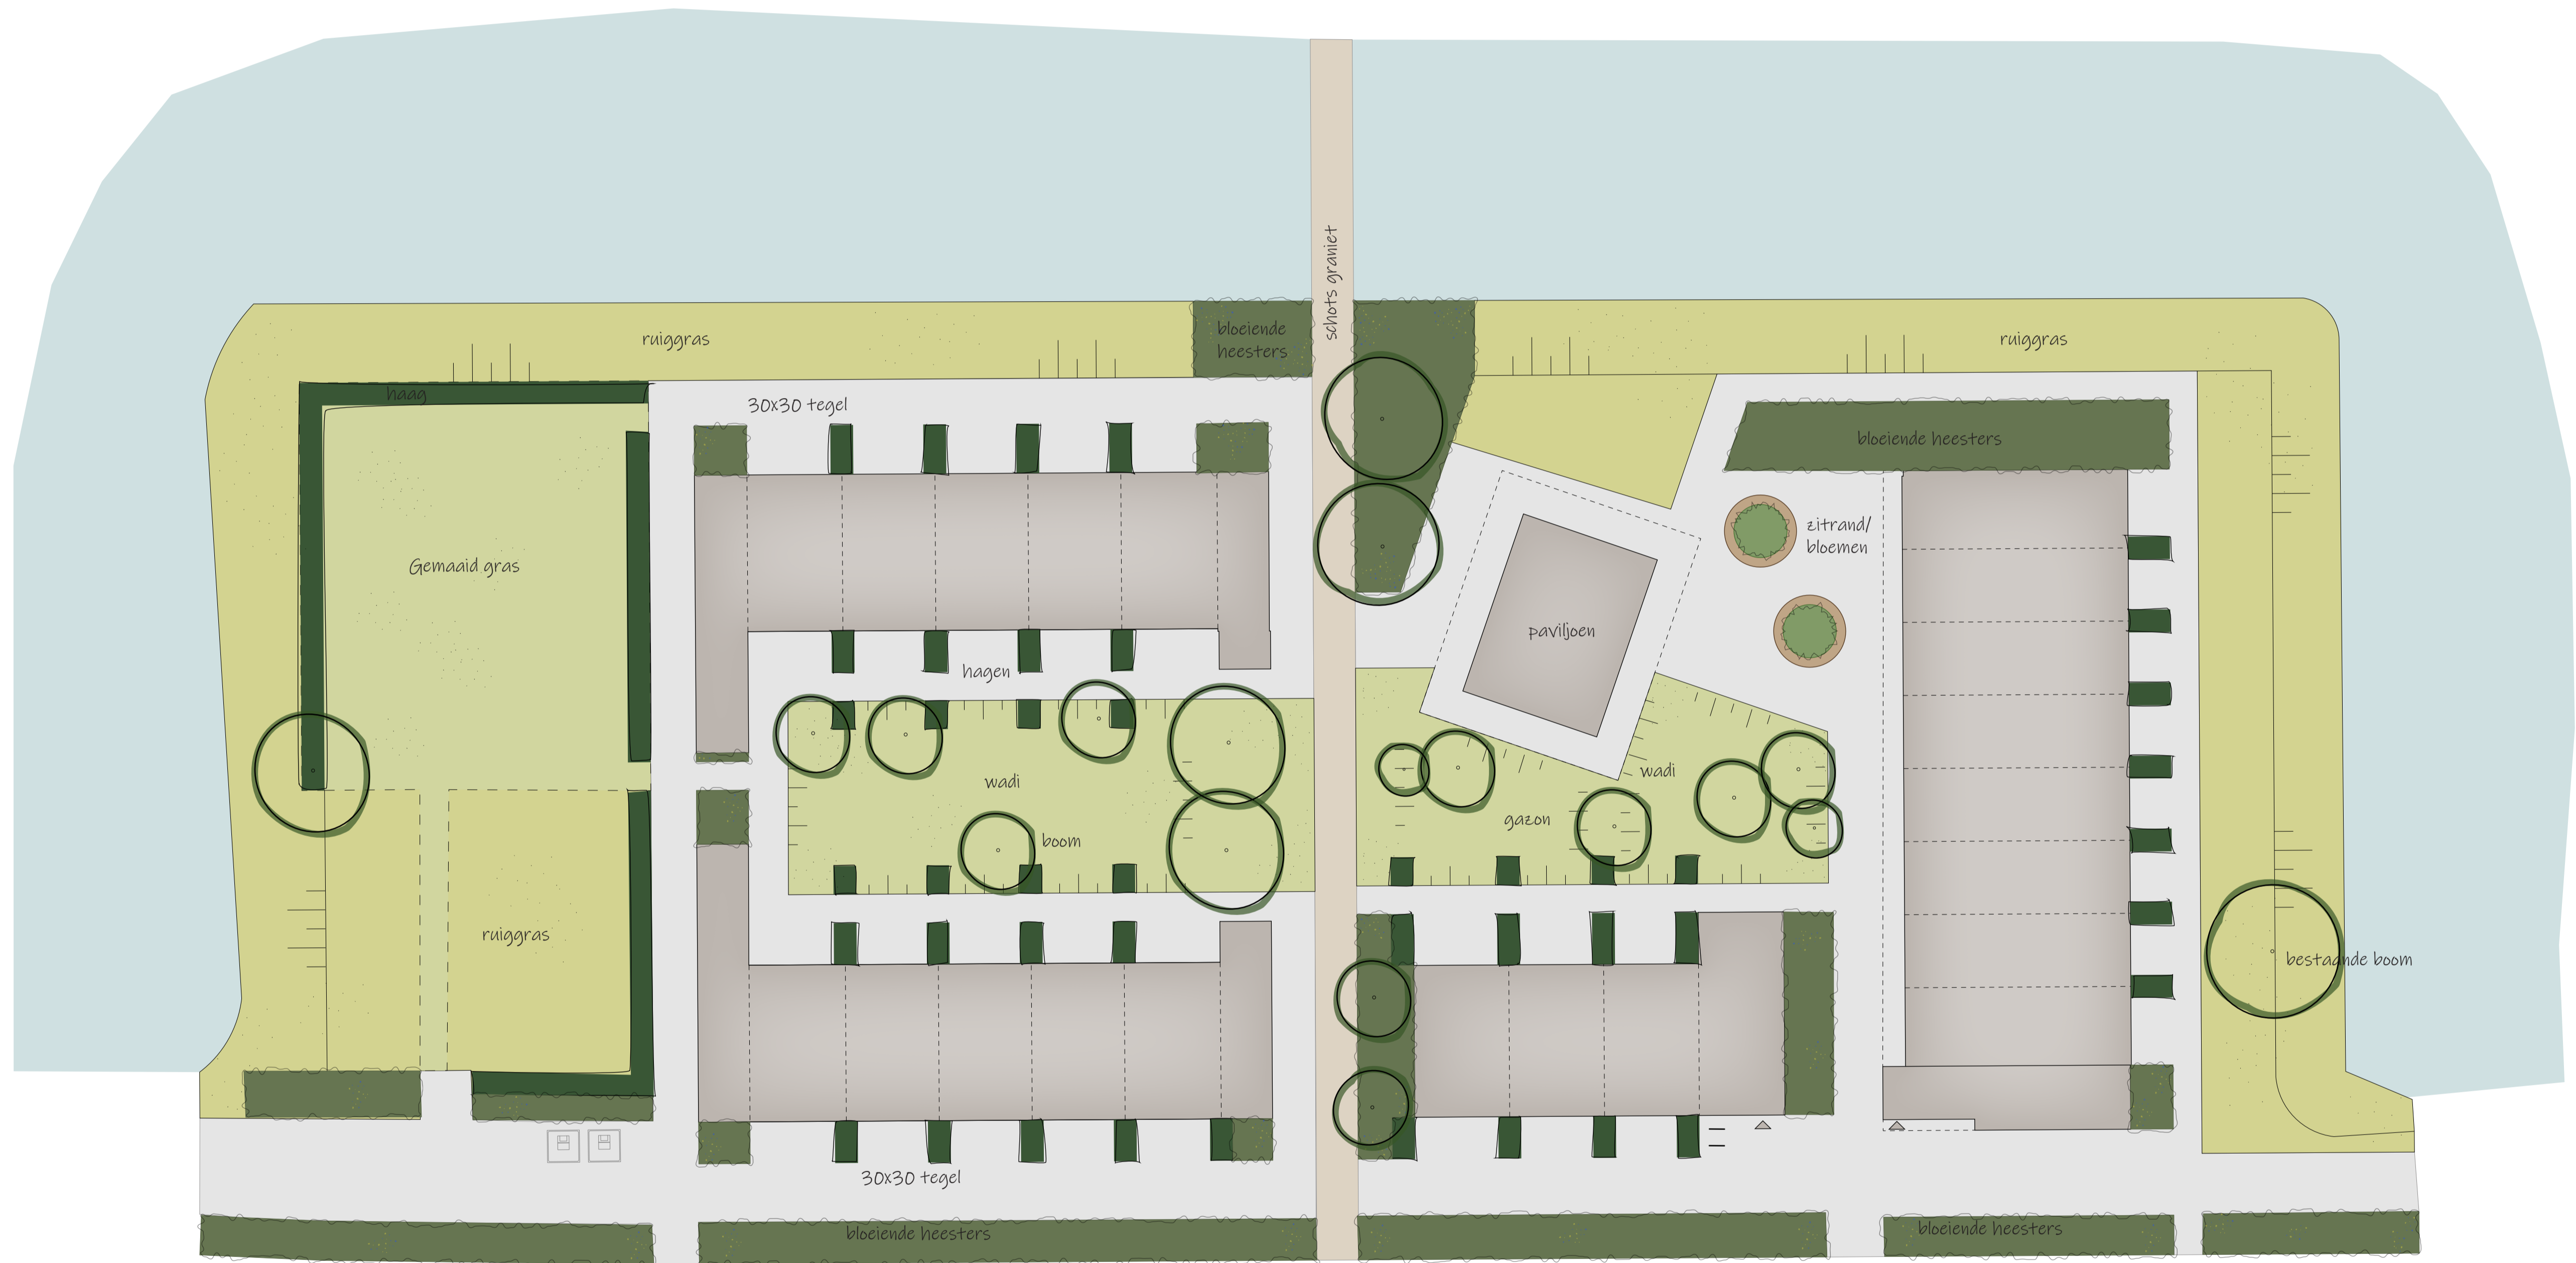 schots graniet
bloeiende
heesters
ruiggras
ruiggras
haag
30x30 tegel
bloeiende heesters
zitrand/
bloemen
Gemaaid gras
paviljoen
hagen
wadi
wadi
gazon
boom
ruiggras
bestaande boom
30x30 tegel
bloeiende heesters
bloeiende heesters